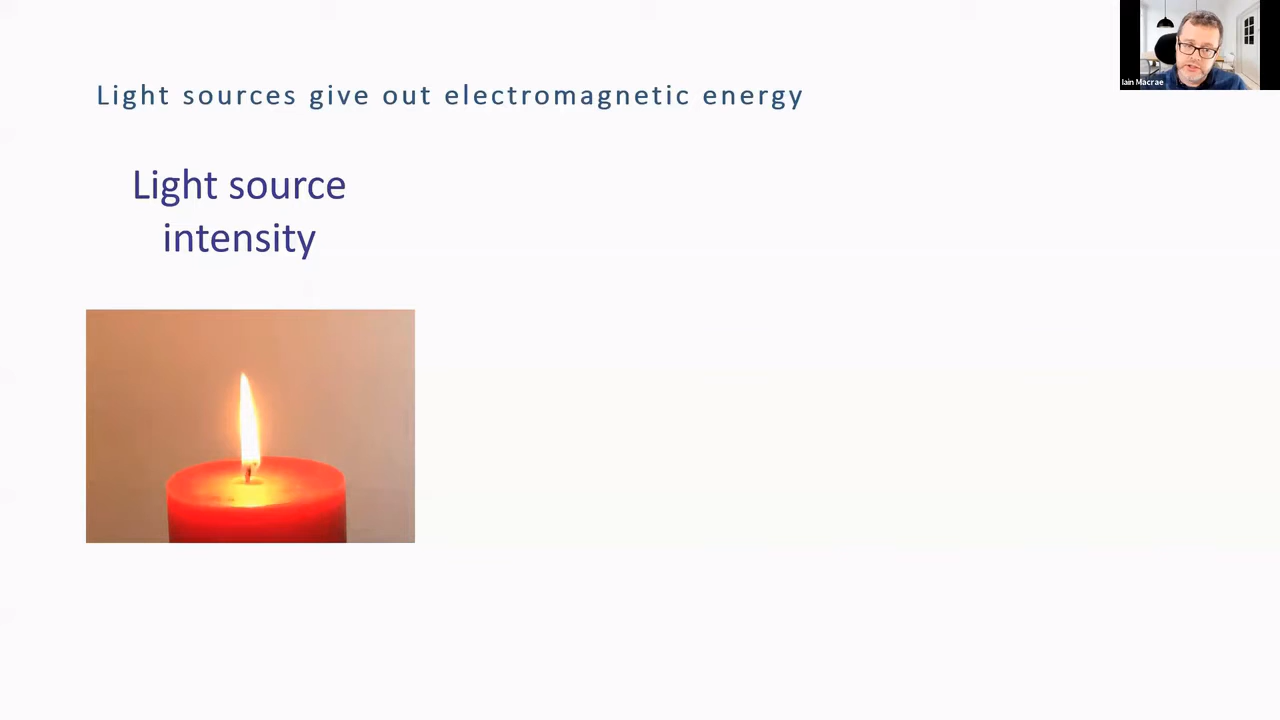 Light sources give out electromagnetic energy
Light source
intensity
Iain Macrae